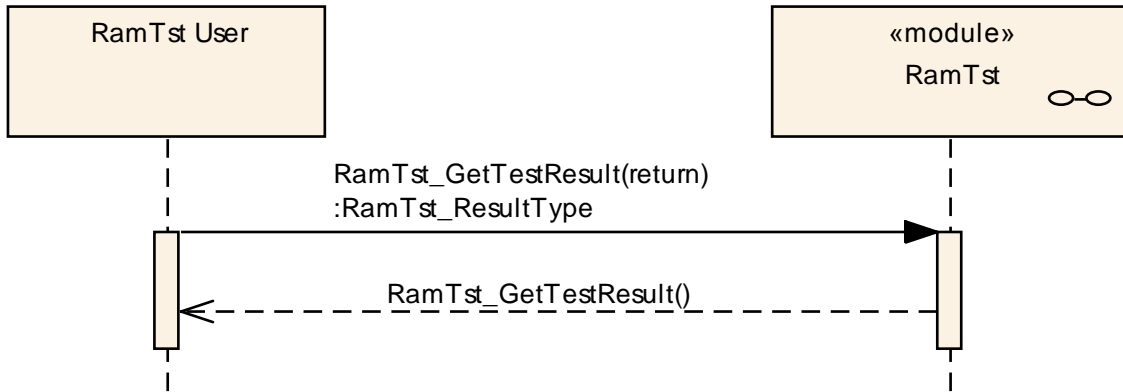 RamTst User
«module»
RamTst
RamTst_GetTestResult(return)
:RamTst_ResultType
RamTst_GetTestResult()